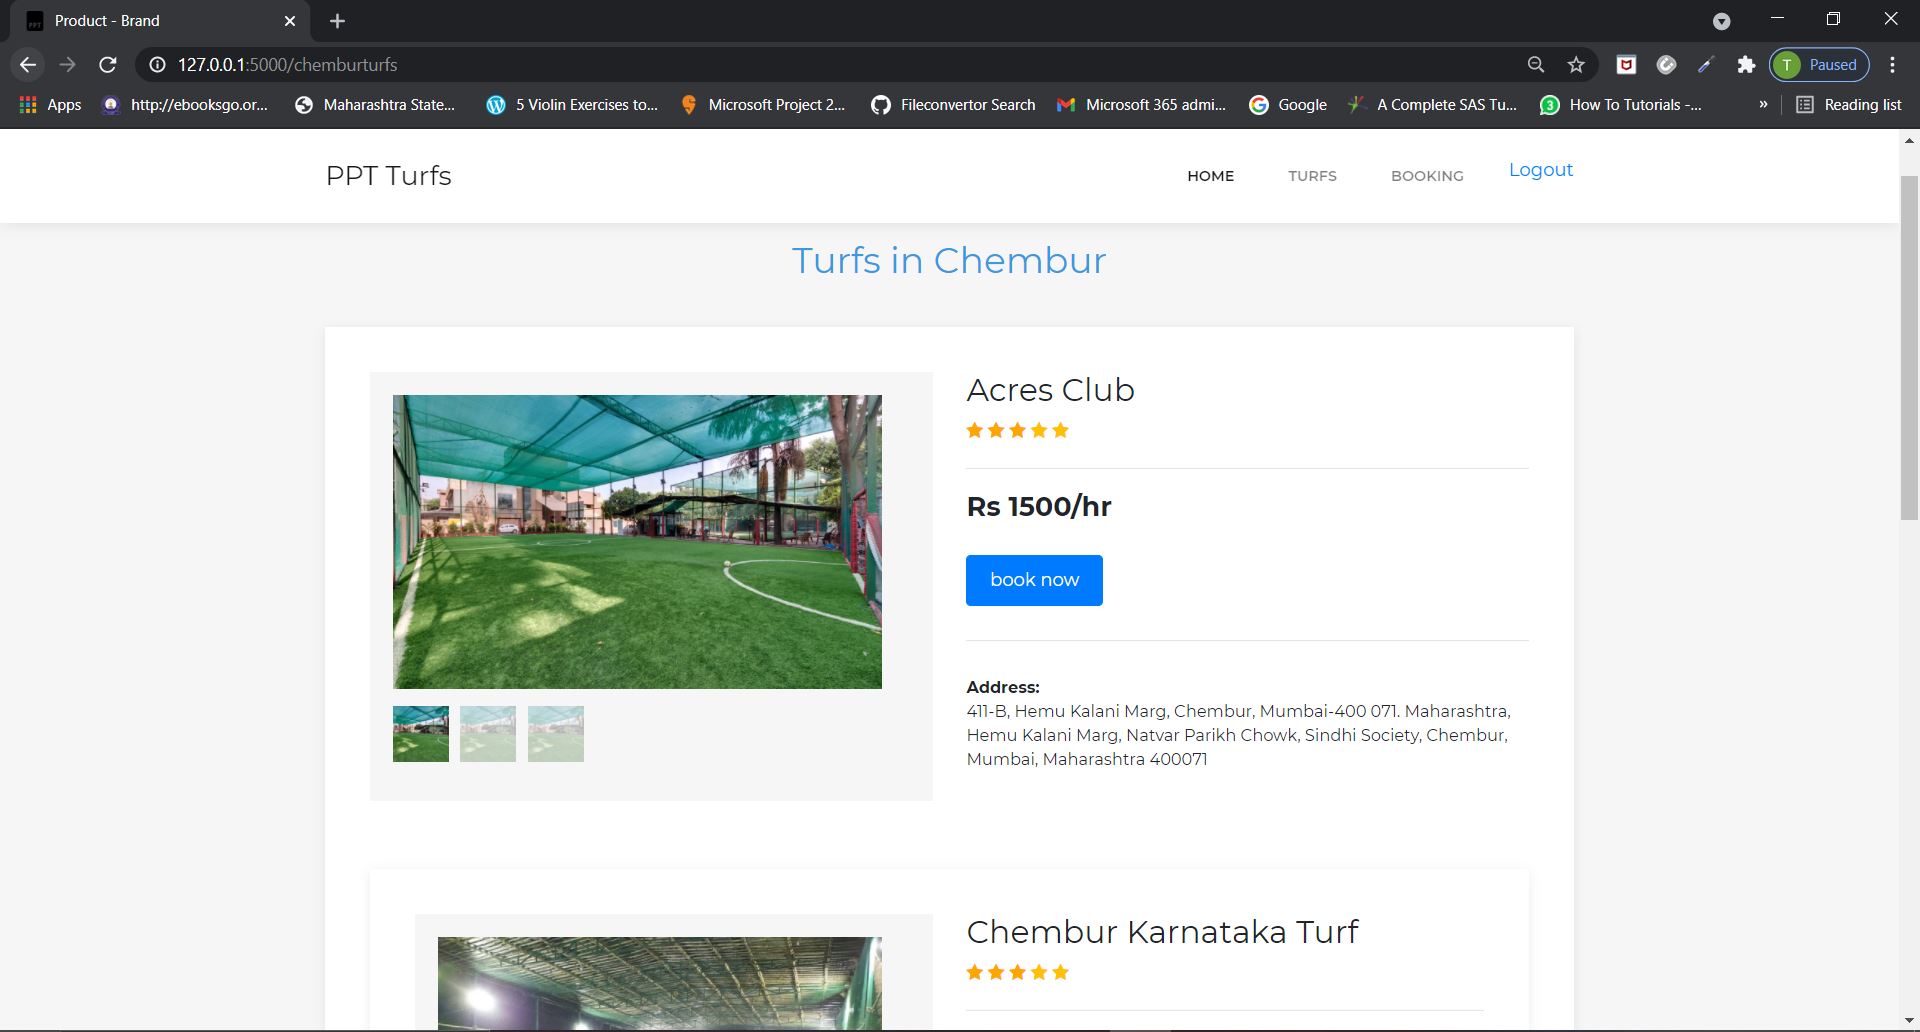 Product - Brand
127.0.0.1:5000/chemburturfs
T Paused
Apps http://ebooksgo.or... Maharashtra State... 5 Violin Exercises to... Microsoft Project 2... Fileconvertor Search Microsoft 365 admi... Google A Complete SAS Tu... 3 How To Tutorials -... » Reading list
PPT Turfs HOME TURFS BOOKING Logout
Turfs in Chembur
Acres Club
Rs 1500/hr
book now
Address:
411-B, Hemu Kalani Marg, Chembur, Mumbai-400 071. Maharashtra,
Hemu Kalani Marg, Natvar Parikh Chowk, Sindhi Society, Chembur,
Mumbai, Maharashtra 400071
Chembur Karnataka Turf